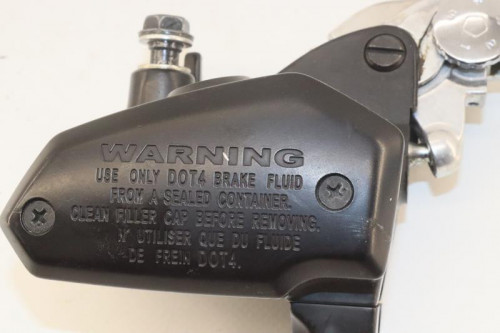 WARNING
USE ONLY DOT4 BRAKE FLUID
FROM A SEALED CONTAINER.
CLEAN FILLER CAP BEFORE REMOVING.
N' UTILISER QUE DU FLUIDE
DE FREIN DOT4.